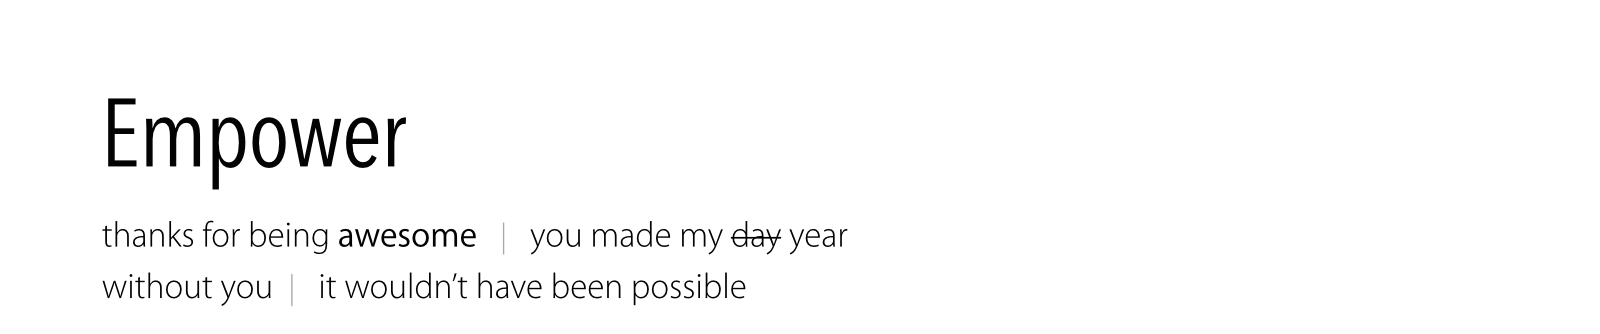 Empower
thanks for being awesome | you made my day year
without you | it wouldn’t have been possible